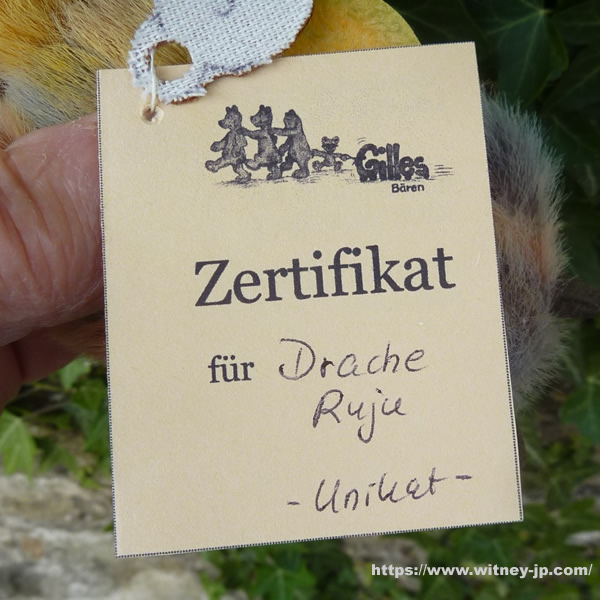 Gilles
Bären
Zertifikat
für Drache
Ruju
- Unikat -
https://www.witney-jp.com/